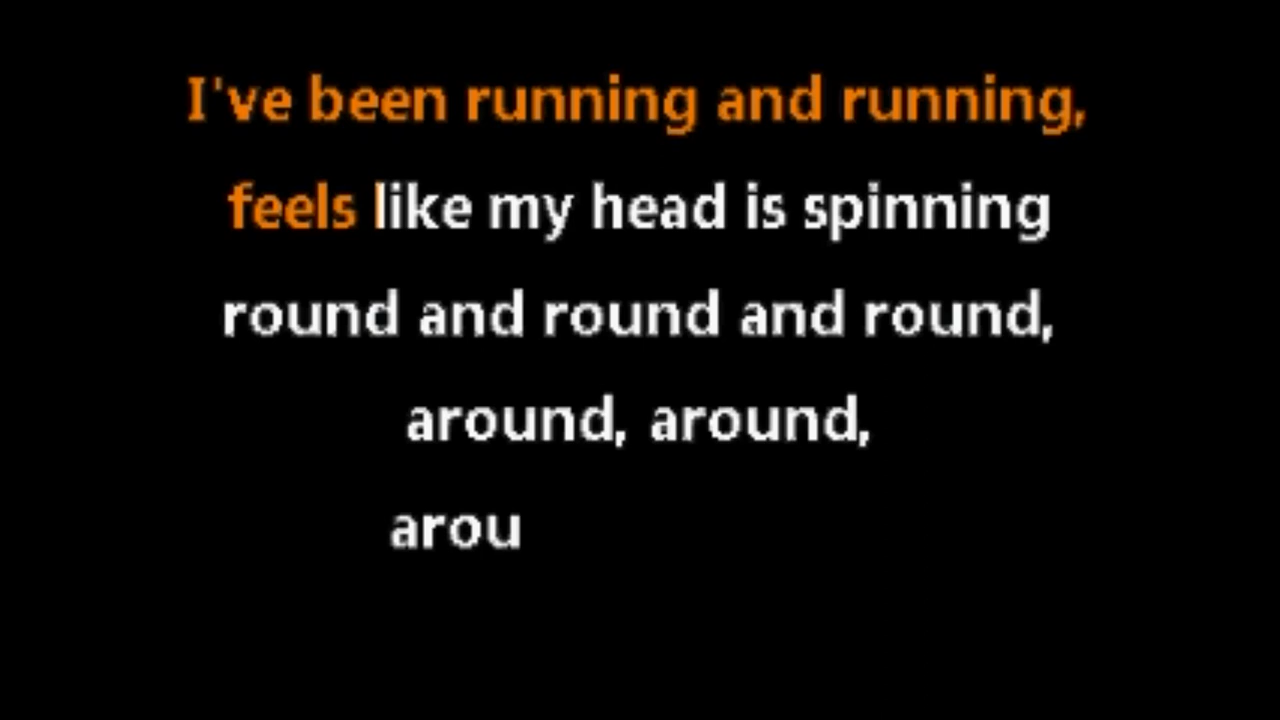 I've been running and running,
feels like my head is spinning
round and round and round,
around, around,
arou